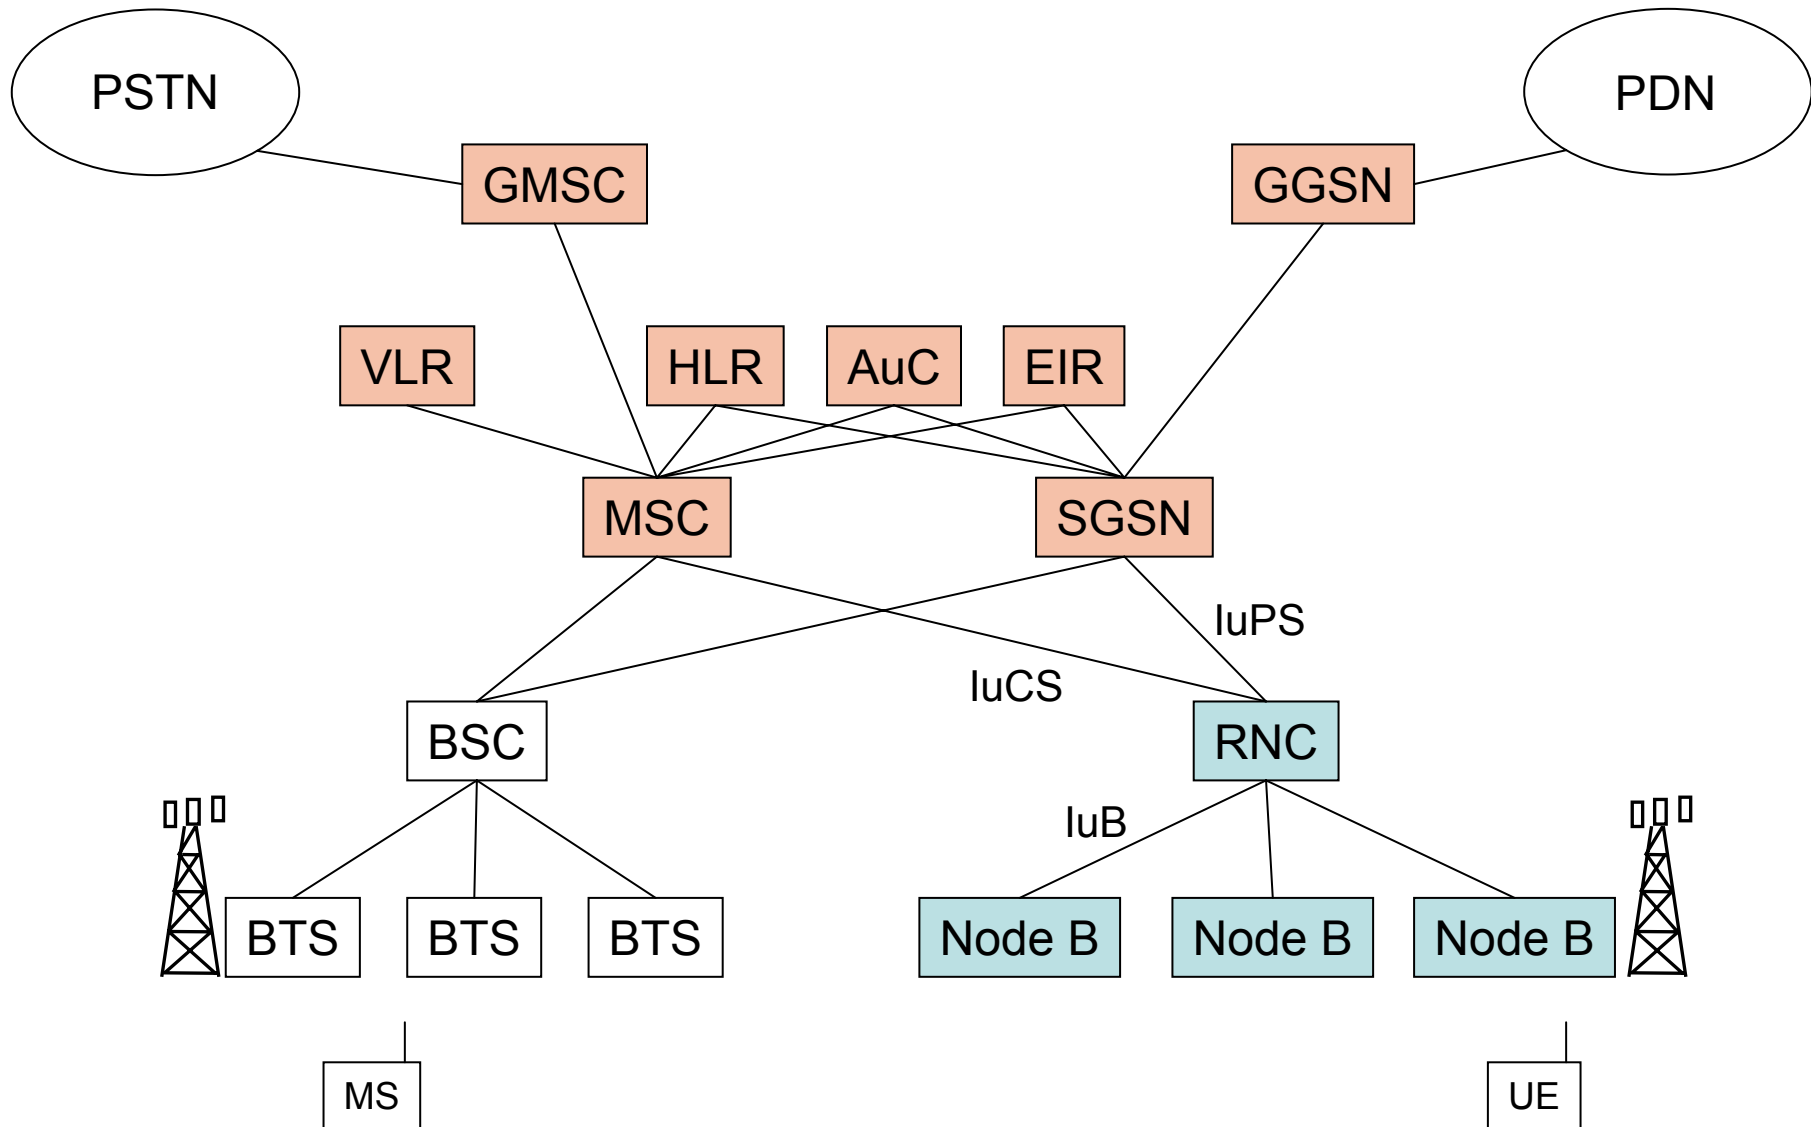 PSTN
PDN
GMSC
GGSN
VLR
HLR
AuC
EIR
MSC
SGSN
IuPS
IuCS
BSC
RNC
IuB
BTS
BTS
BTS
Node B
Node B
Node B
MS
UE